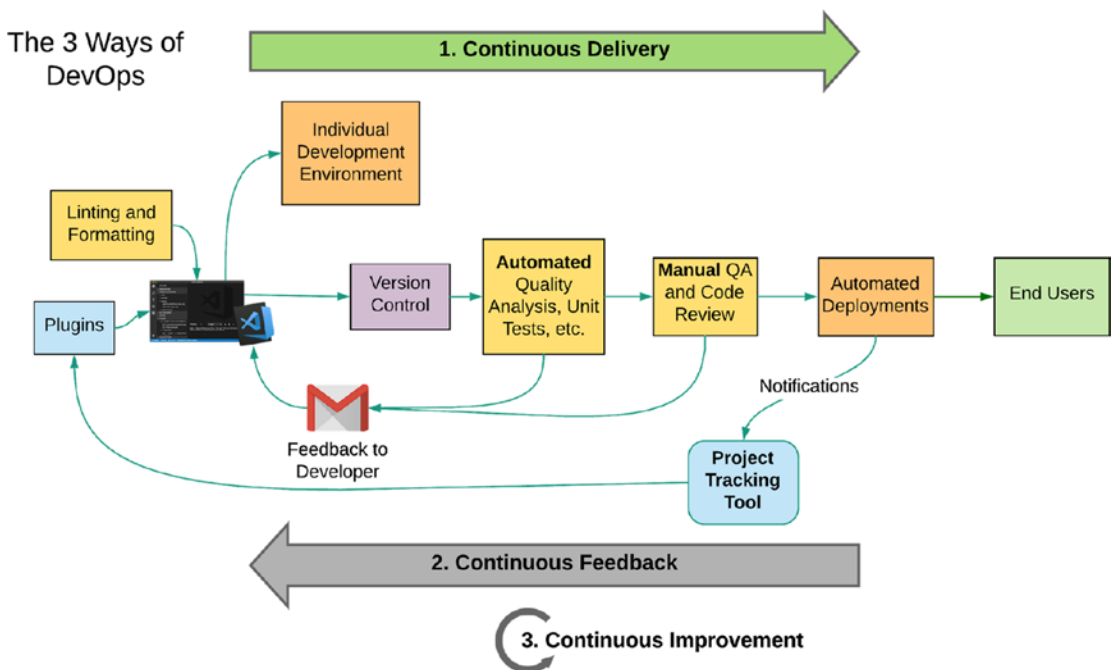 The 3 Ways of
DevOps
1. Continuous Delivery
Individual
Development
Environment
Linting and
Formatting
Plugins
Version
Control
Automated
Quality
Analysis, Unit
Tests, etc.
Manual QA
and Code
Review
Automated
Deployments
End Users
Feedback to
Developer
Notifications
Project
Tracking
Tool
2. Continuous Feedback
3. Continuous Improvement